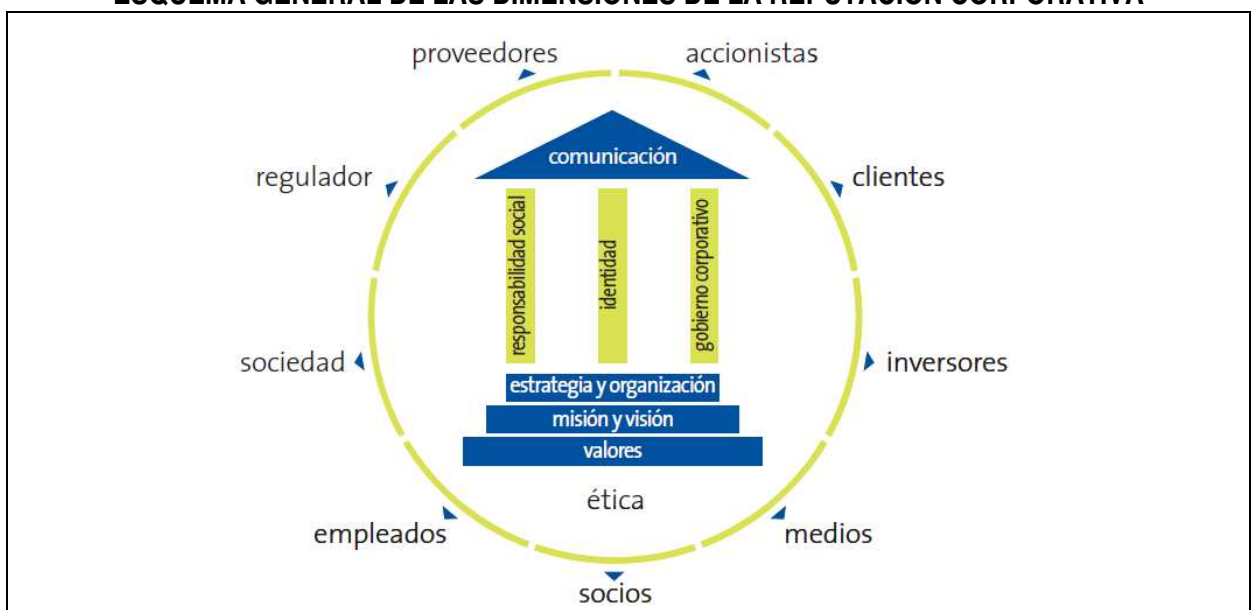 ESQUEMA GENERAL DE LAS DIMENSIONES DE LA REPUTACIÓN CORPORATIVA
proveedores
accionistas
regulador
clientes
sociedad
inversores
empleados
medios
socios
comunicación
responsabilidad social
identidad
gobierno corporativo
estrategia y organización
misión y visión
valores
ética